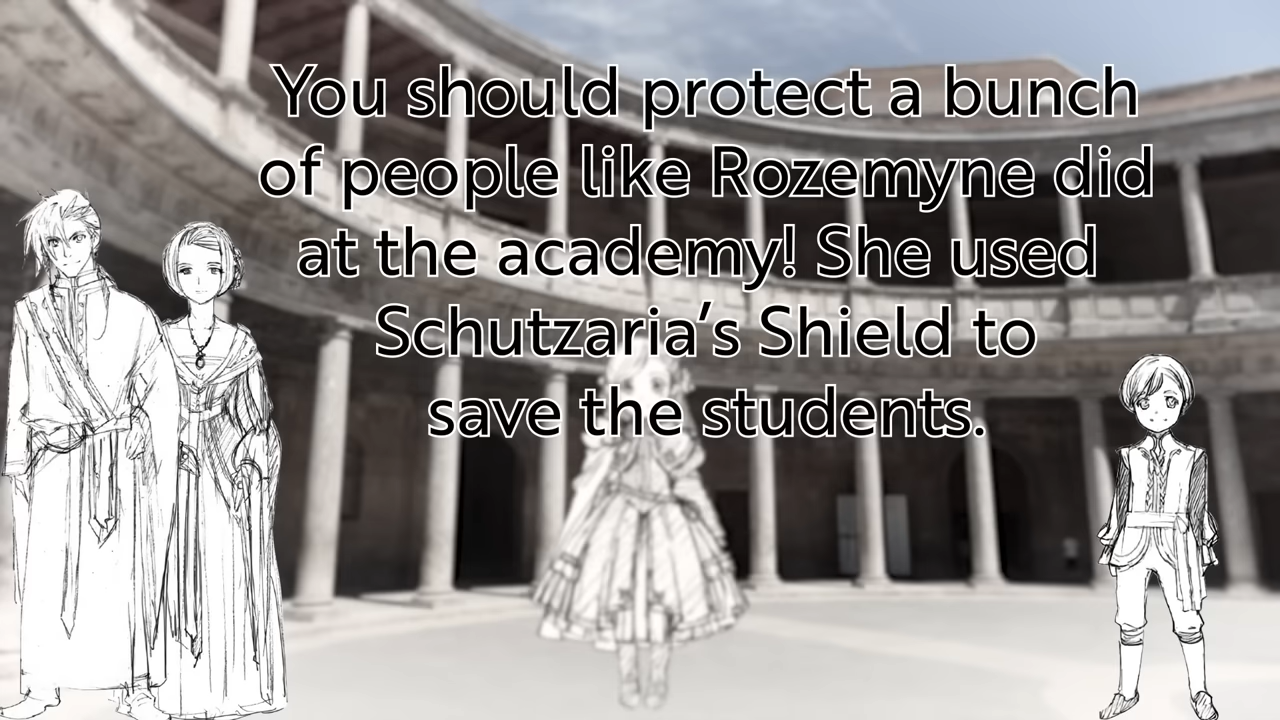 You should protect a bunch
of people like Rozemyne did
at the academy! She used
Schutzaria’s Shield to
save the students.